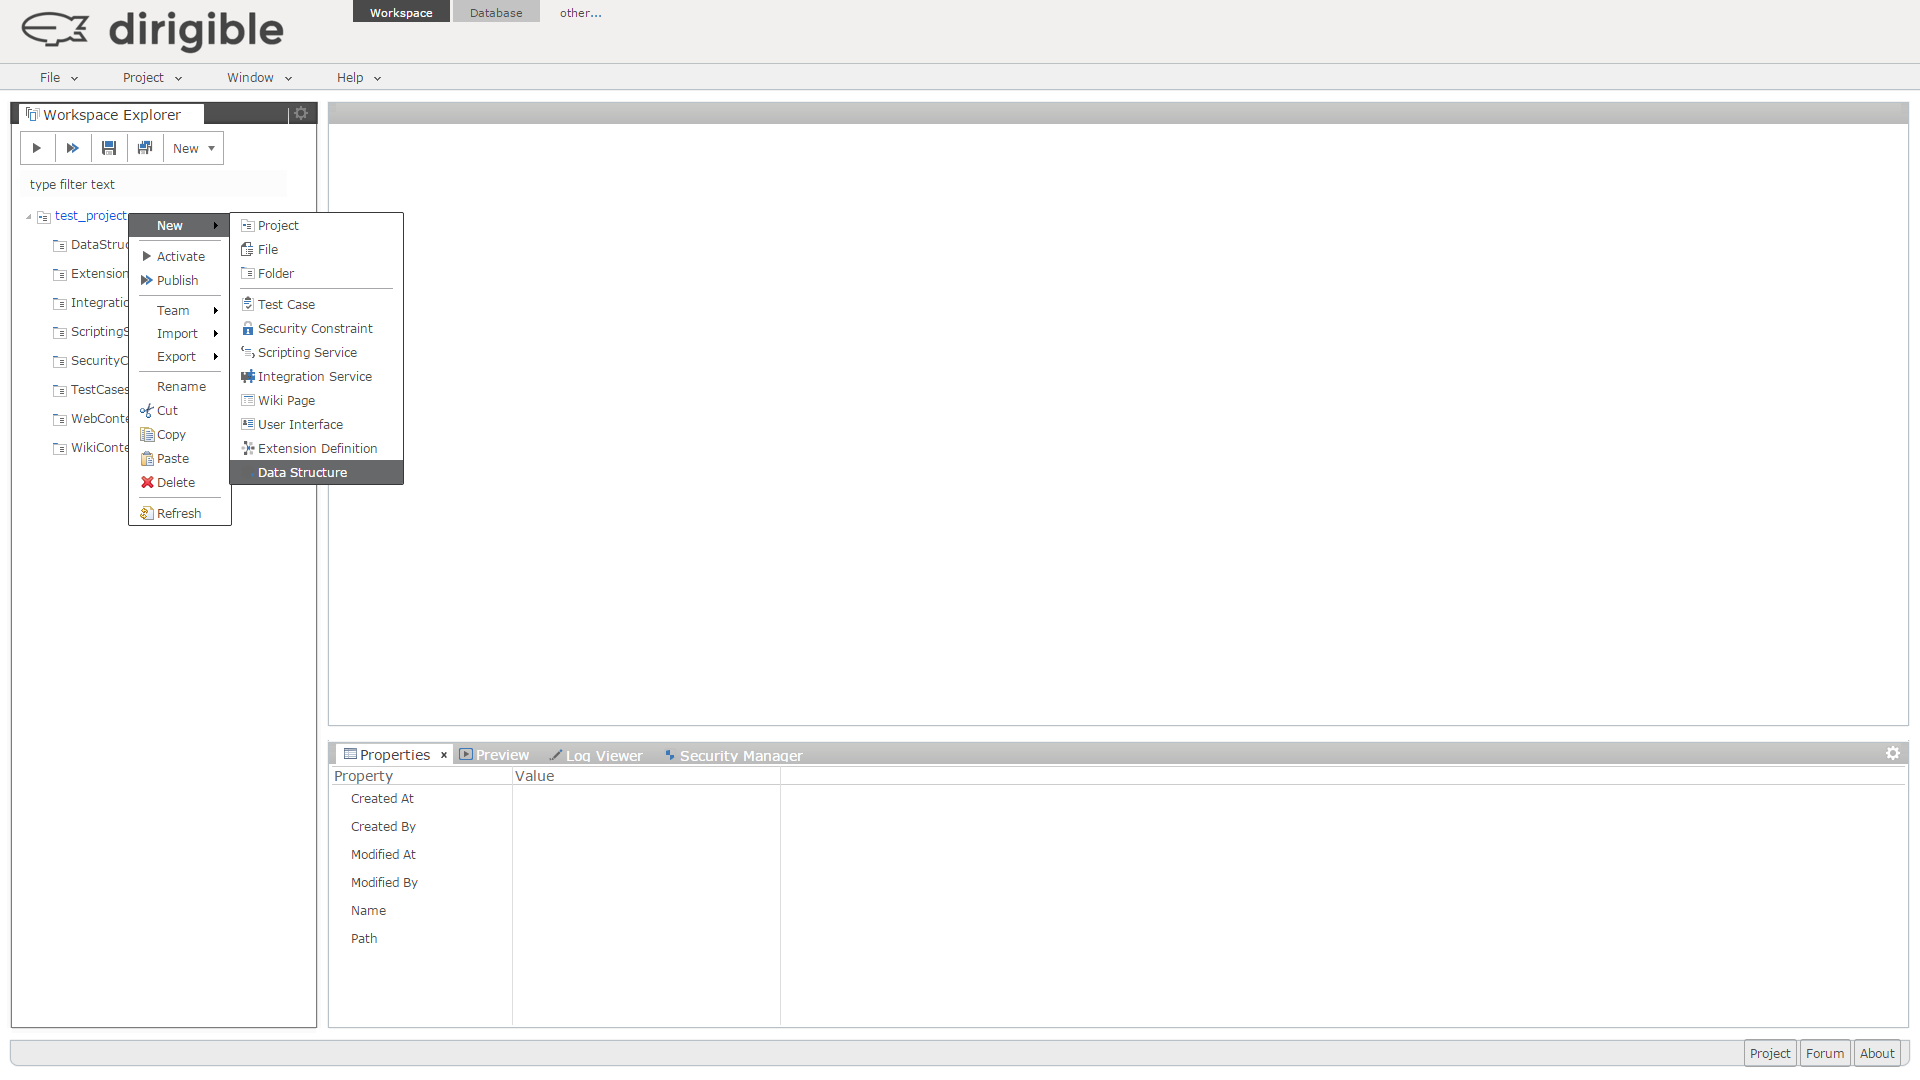 dirigible
Workspace
Database
other...
File
Project
Window
Help
Workspace Explorer
New
type filter text
test_project
DataStruc
Extension
Integratio
ScriptingS
SecurityC
TestCases
WebConte
WikiConte
New
Activate
Publish
Team
Import
Export
Rename
Cut
Copy
Paste
Delete
Refresh
Project
File
Folder
Test Case
Security Constraint
Scripting Service
Integration Service
Wiki Page
User Interface
Extension Definition
Data Structure
Properties
Preview
Log Viewer
Security Manager
Property
Value
Created At
Created By
Modified At
Modified By
Name
Path
Project
Forum
About